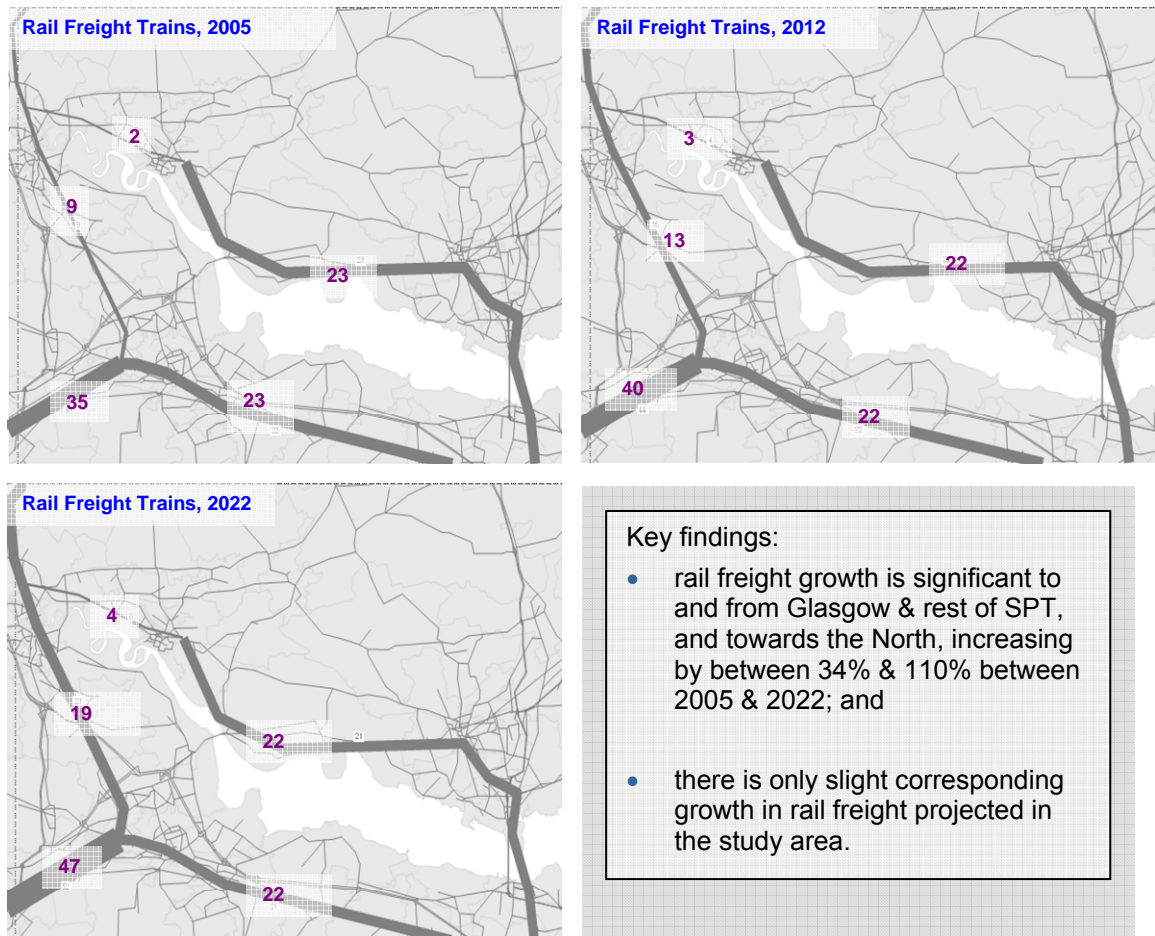 Rail Freight Trains, 2005
2
9
23
35
23
Rail Freight Trains, 2012
3
13
22
40
22
Rail Freight Trains, 2022
4
19
22
21
47
22
Key findings:
• rail freight growth is significant to
and from Glasgow & rest of SPT,
and towards the North, increasing
by between 34% & 110% between
2005 & 2022; and
• there is only slight corresponding
growth in rail freight projected in
the study area.